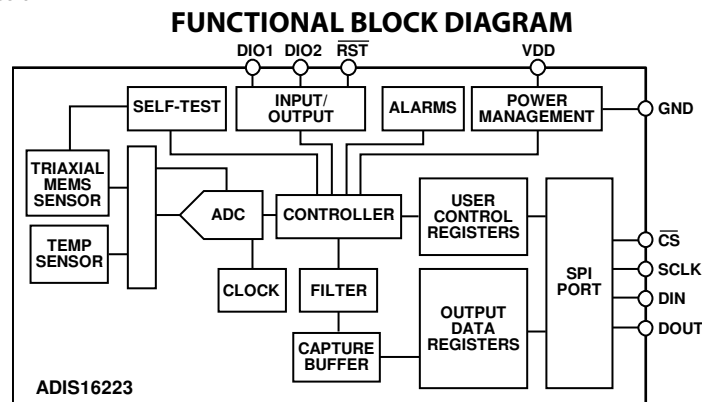 FUNCTIONAL BLOCK DIAGRAM
DIO1 DIO2 RST VDD
SELF-TEST
INPUT/
OUTPUT
ALARMS
POWER
MANAGEMENT
GND
TRIAXIAL
MEMS
SENSOR
TEMP
SENSOR
ADC
CONTROLLER
USER
CONTROL
REGISTERS
SPI
PORT
CS
SCLK
DIN
DOUT
CLOCK
FILTER
OUTPUT
DATA
REGISTERS
CAPTURE
BUFFER
ADIS16223